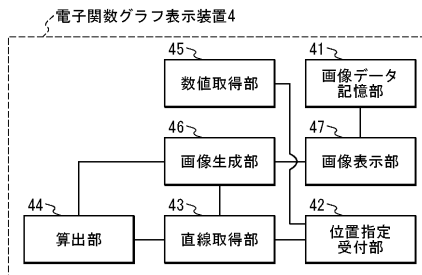 電子関数グラフ表示装置4
45
数値取得部
41
画像データ
記憶部
46
画像生成部
47
画像表示部
44
算出部
43
直線取得部
42
位置指定
受付部